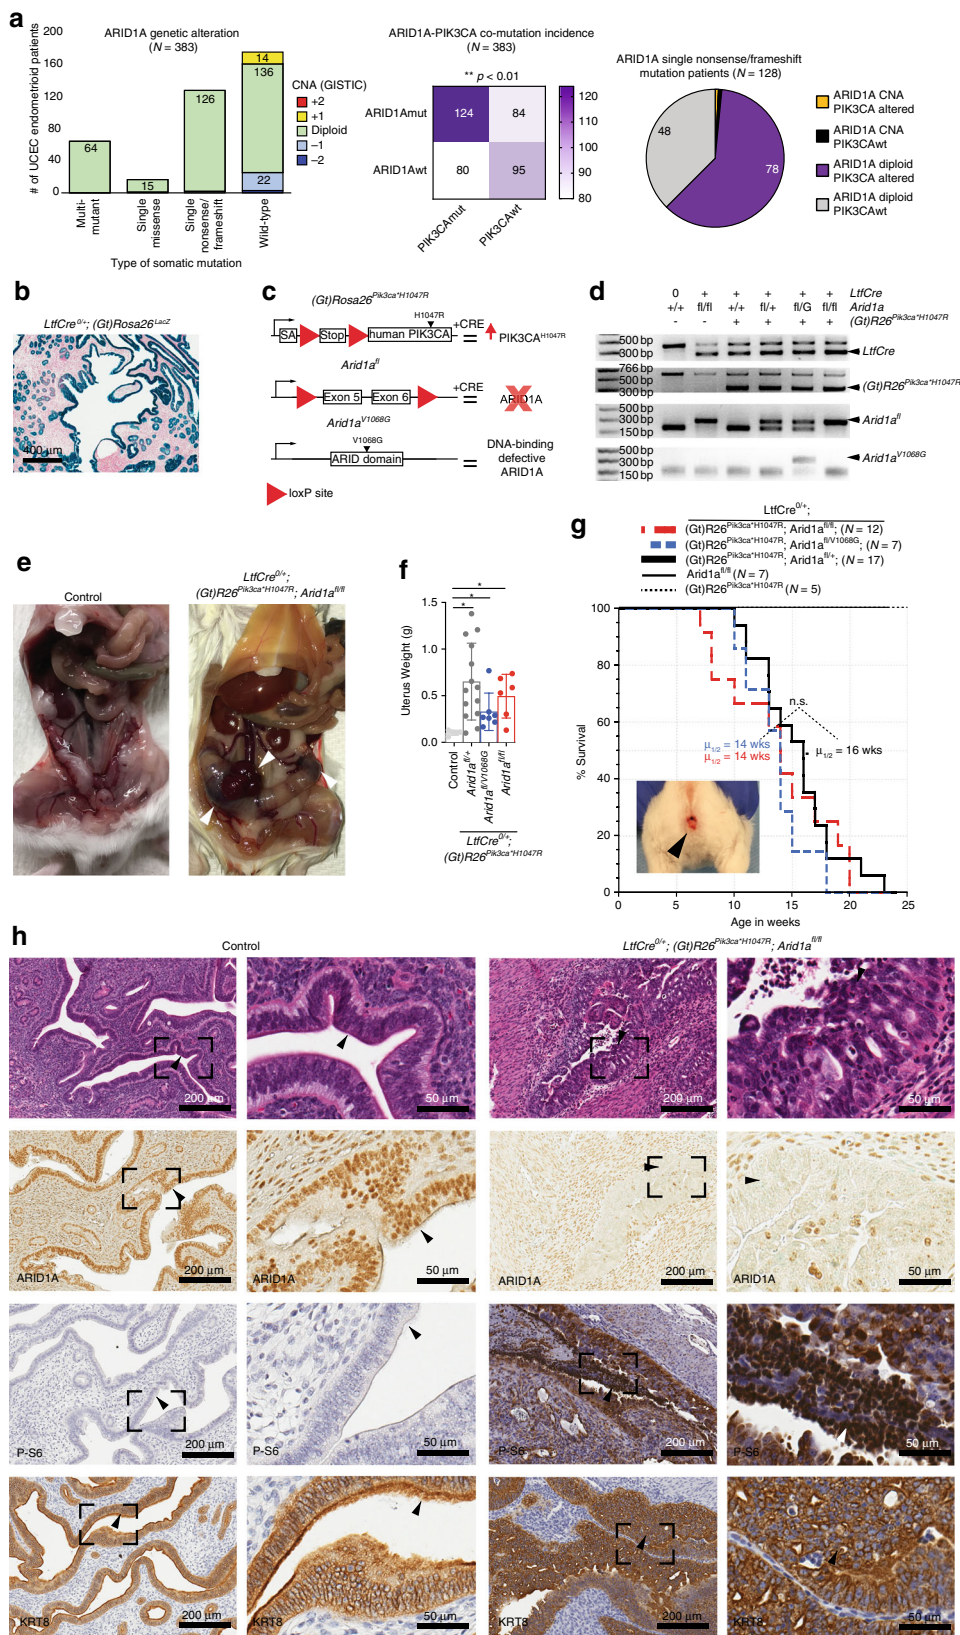 a
ARID1A genetic alteration
(N = 383)
# of UCEC endometrioid patients
200
160
120
80
40
0
64
15
126
14
136
22
Multi-mutant
Single missense
Single nonsense/frameshift
Wild-type
Type of somatic mutation
CNA (GISTIC)
+2
+1
Diploid
−1
−2
ARID1A-PIK3CA co-mutation incidence
(N = 383)
** p < 0.01
ARID1Amut
ARID1Awt
124
84
80
95
PIK3CAmut
PIK3CAwt
120
110
100
90
80
ARID1A single nonsense/frameshift
mutation patients (N = 128)
48
78
ARID1A CNA
PIK3CA altered
ARID1A CNA
PIK3CAwt
ARID1A diploid
PIK3CA altered
ARID1A diploid
PIK3CAwt
b
LtfCre0/+; (Gt)Rosa26LacZ
400 µm
c
(Gt)Rosa26Pik3ca*H1047R
H1047R
SA
Stop
human PIK3CA
+CRE
PIK3CAH1047R
Arid1afl
Exon 5
Exon 6
+CRE
ARID1A
Arid1aV1068G
V1068G
ARID domain
DNA-binding
defective
ARID1A
loxP site
d
0 + + + + + LtfCre
+/+ fl/fl +/+ fl/+ fl/G fl/fl Arid1a
- - + + + + (Gt)R26Pik3ca*H1047R
500 bp
300 bp
LtfCre
766 bp
500 bp
300 bp
(Gt)R26Pik3ca*H1047R
500 bp
300 bp
150 bp
Arid1afl
500 bp
300 bp
150 bp
Arid1aV1068G
e
Control
LtfCre0/+;
(Gt)R26Pik3ca*H1047R; Arid1afl/fl
f
Uterus Weight (g)
1.5
1.0
0.5
0.0
*
*
*
Control
Arid1afl/+
Arid1afl/V1068G
Arid1afl/fl
LtfCre0/+;
(Gt)R26Pik3ca*H1047R
g
LtfCre0/+;
(Gt)R26Pik3ca*H1047R; Arid1afl/fl; (N = 12)
(Gt)R26Pik3ca*H1047R; Arid1afl/V1068G; (N = 7)
(Gt)R26Pik3ca*H1047R; Arid1afl/+; (N = 17)
Arid1afl/fl (N = 7)
(Gt)R26Pik3ca*H1047R (N = 5)
% Survival
100
80
60
40
20
0
n.s.
µ1/2 = 14 wks
µ1/2 = 14 wks
µ1/2 = 16 wks
0 5 10 15 20 25
Age in weeks
h
Control
LtfCre0/+; (Gt)R26Pik3ca*H1047R; Arid1afl/fl
200 µm
50 µm
200 µm
50 µm
ARID1A
200 µm
ARID1A
50 µm
ARID1A
200 µm
ARID1A
50 µm
P-S6
200 µm
P-S6
50 µm
P-S6
200 µm
P-S6
50 µm
KRT8
200 µm
KRT8
50 µm
KRT8
200 µm
KRT8
50 µm